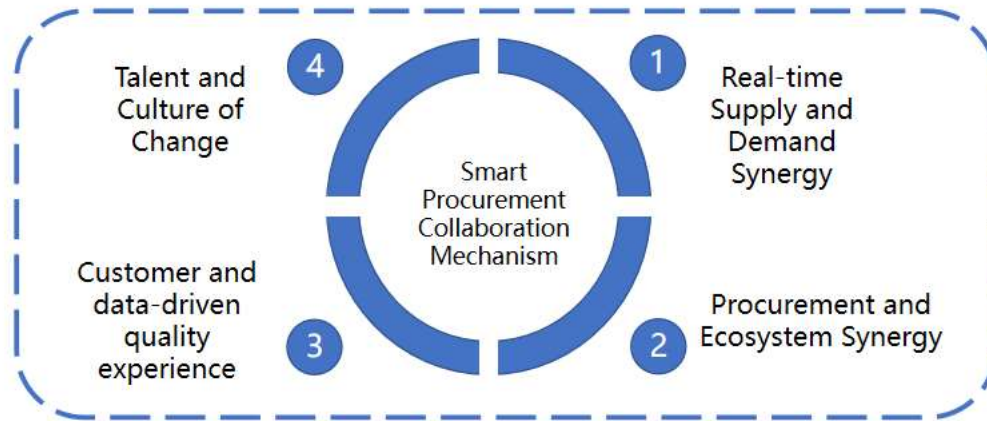 4
Talent and
Culture of
Change
1
Real-time
Supply and
Demand
Synergy
Smart
Procurement
Collaboration
Mechanism
Customer and
data-driven
quality
experience
3
2
Procurement and
Ecosystem Synergy